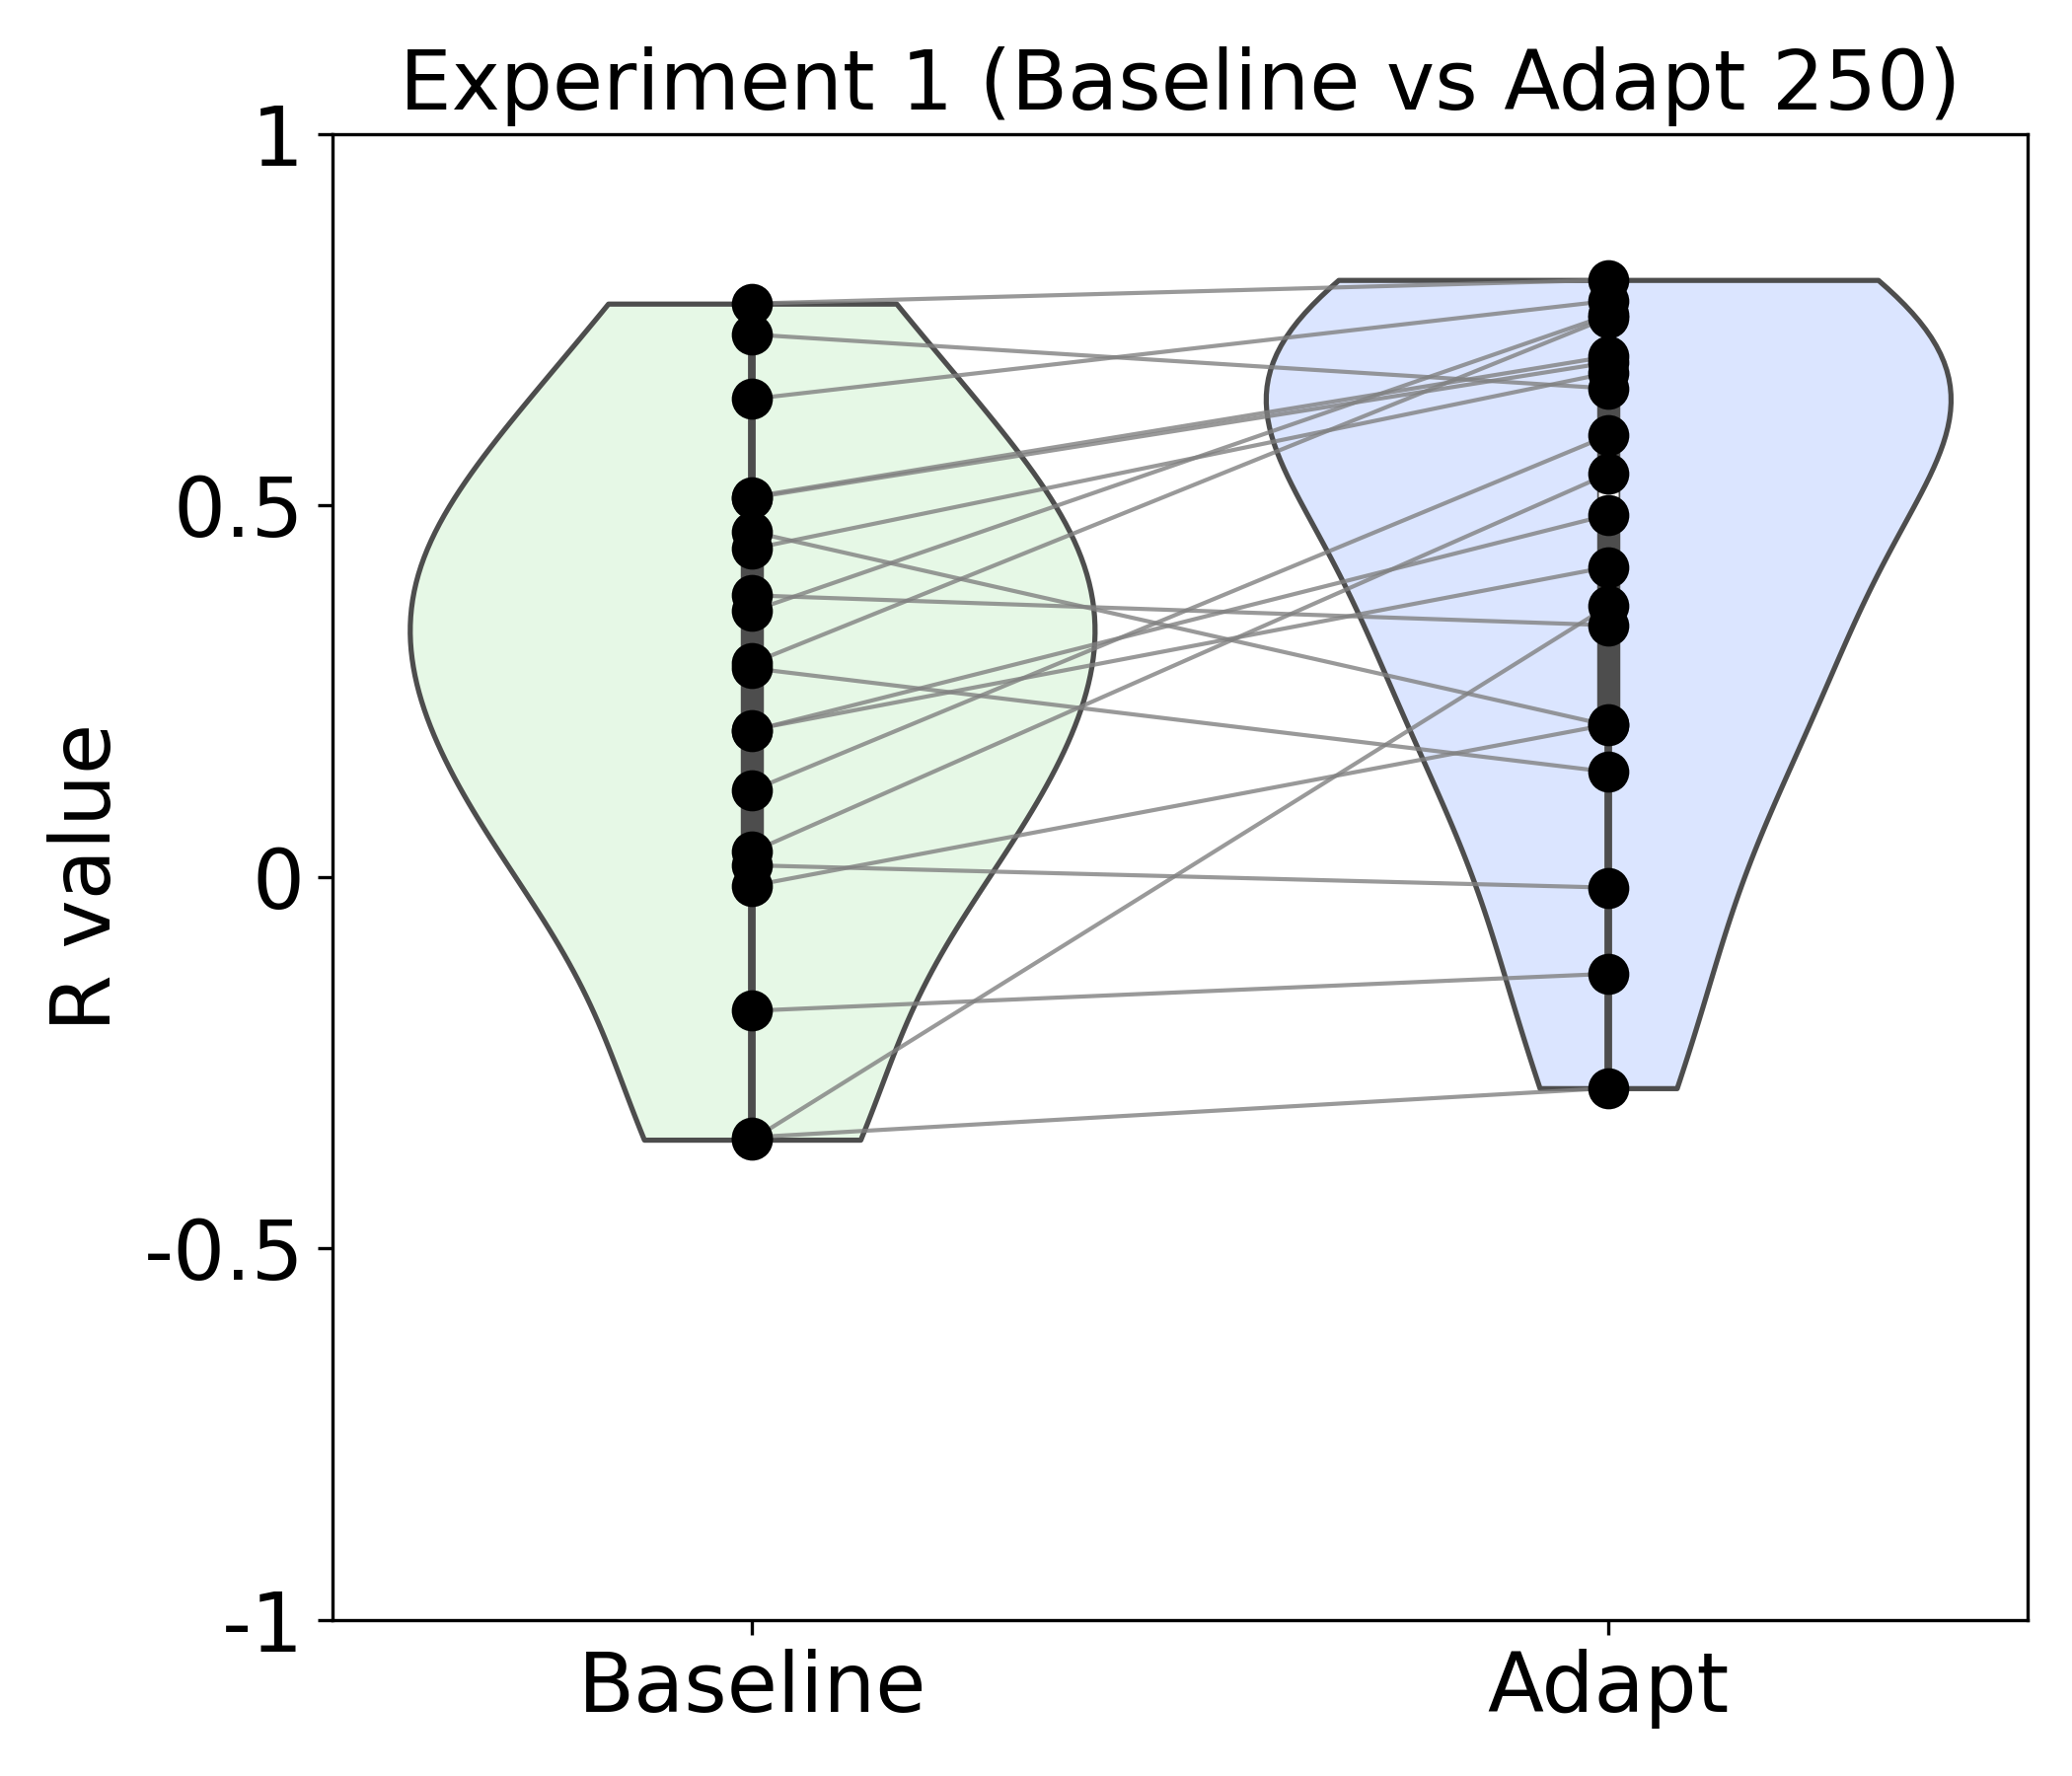 Experiment 1 (Baseline vs Adapt 250)
1
0.5
0
-0.5
-1
R value
Baseline
Adapt